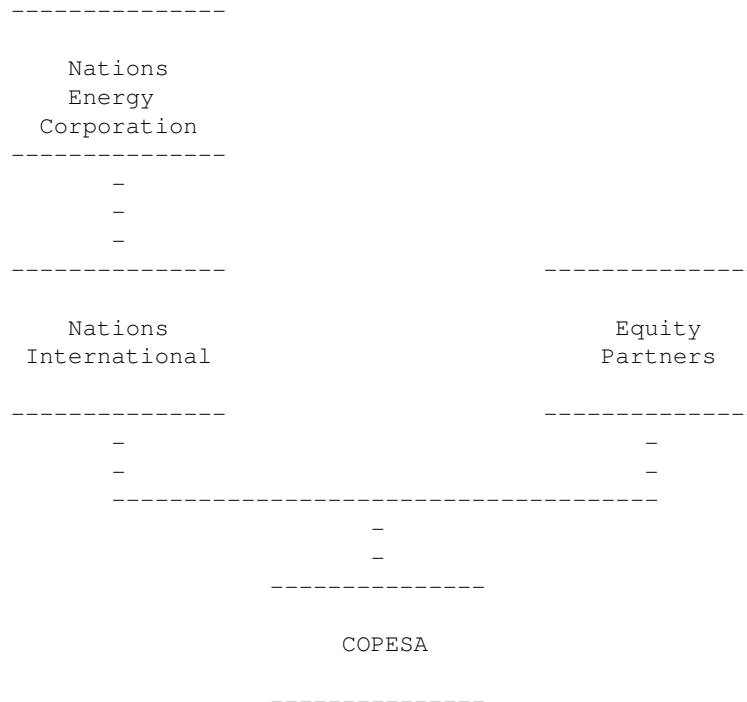 Nations
Energy
Corporation
Nations
International
Equity
Partners
COPESA